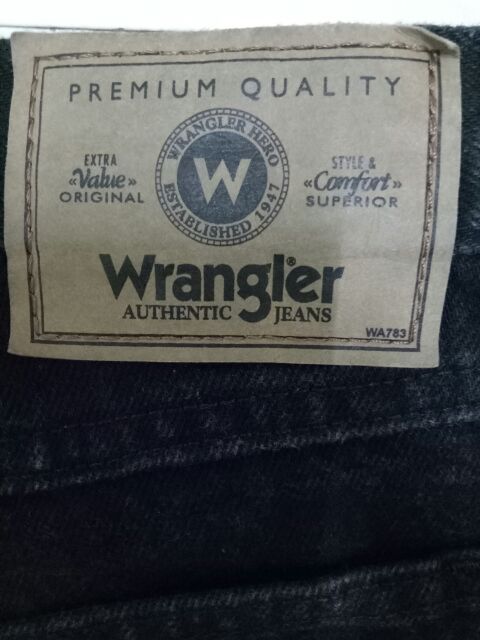 PREMIUM QUALITY
WRANGLER HERO
ESTABLISHED 1947
W
EXTRA
«Value»
ORIGINAL
STYLE &
«Comfort»
SUPERIOR
Wrangler®
AUTHENTIC JEANS
WA783